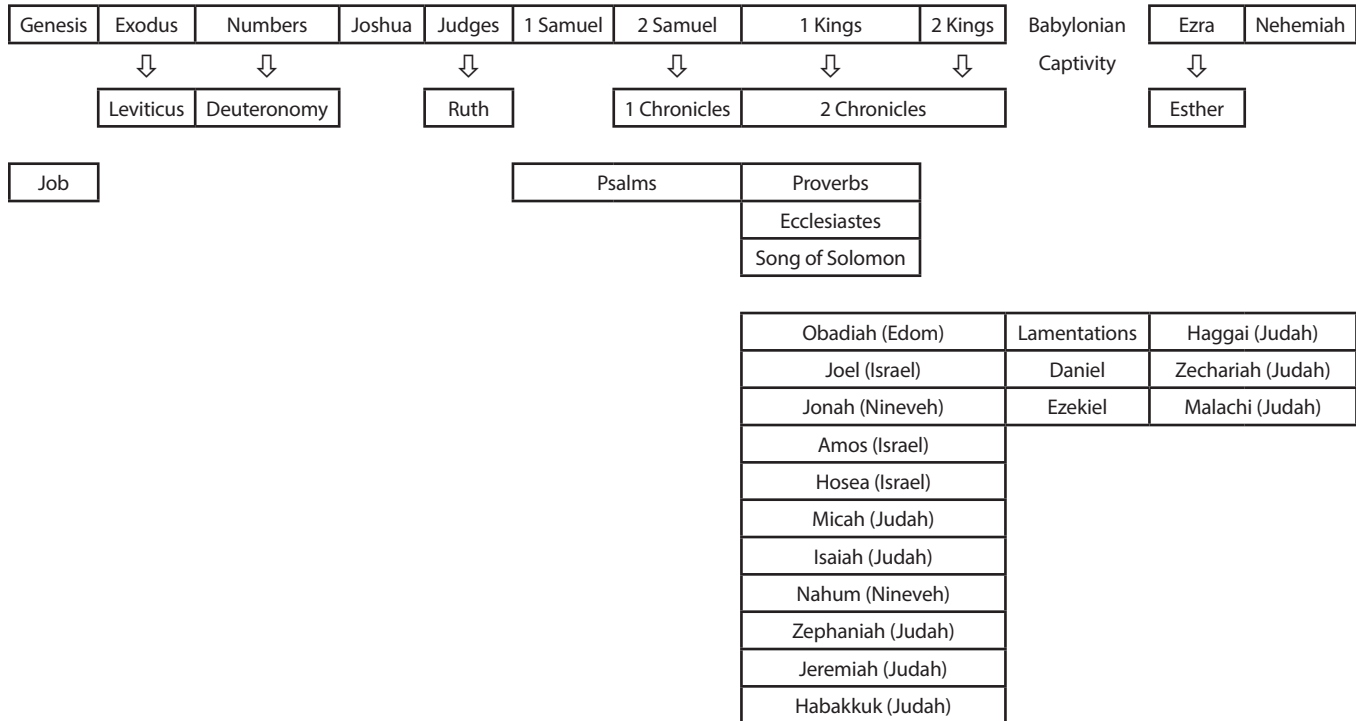 Genesis Exodus Numbers Joshua Judges 1 Samuel 2 Samuel 1 Kings 2 Kings Babylonian Ezra Nehemiah
Captivity
Leviticus Deuteronomy Ruth 1 Chronicles 2 Chronicles Esther
Job Psalms Proverbs
Ecclesiastes
Song of Solomon
Obadiah (Edom) Lamentations Haggai (Judah)
Joel (Israel) Daniel Zechariah (Judah)
Jonah (Nineveh) Ezekiel Malachi (Judah)
Amos (Israel)
Hosea (Israel)
Micah (Judah)
Isaiah (Judah)
Nahum (Nineveh)
Zephaniah (Judah)
Jeremiah (Judah)
Habakkuk (Judah)